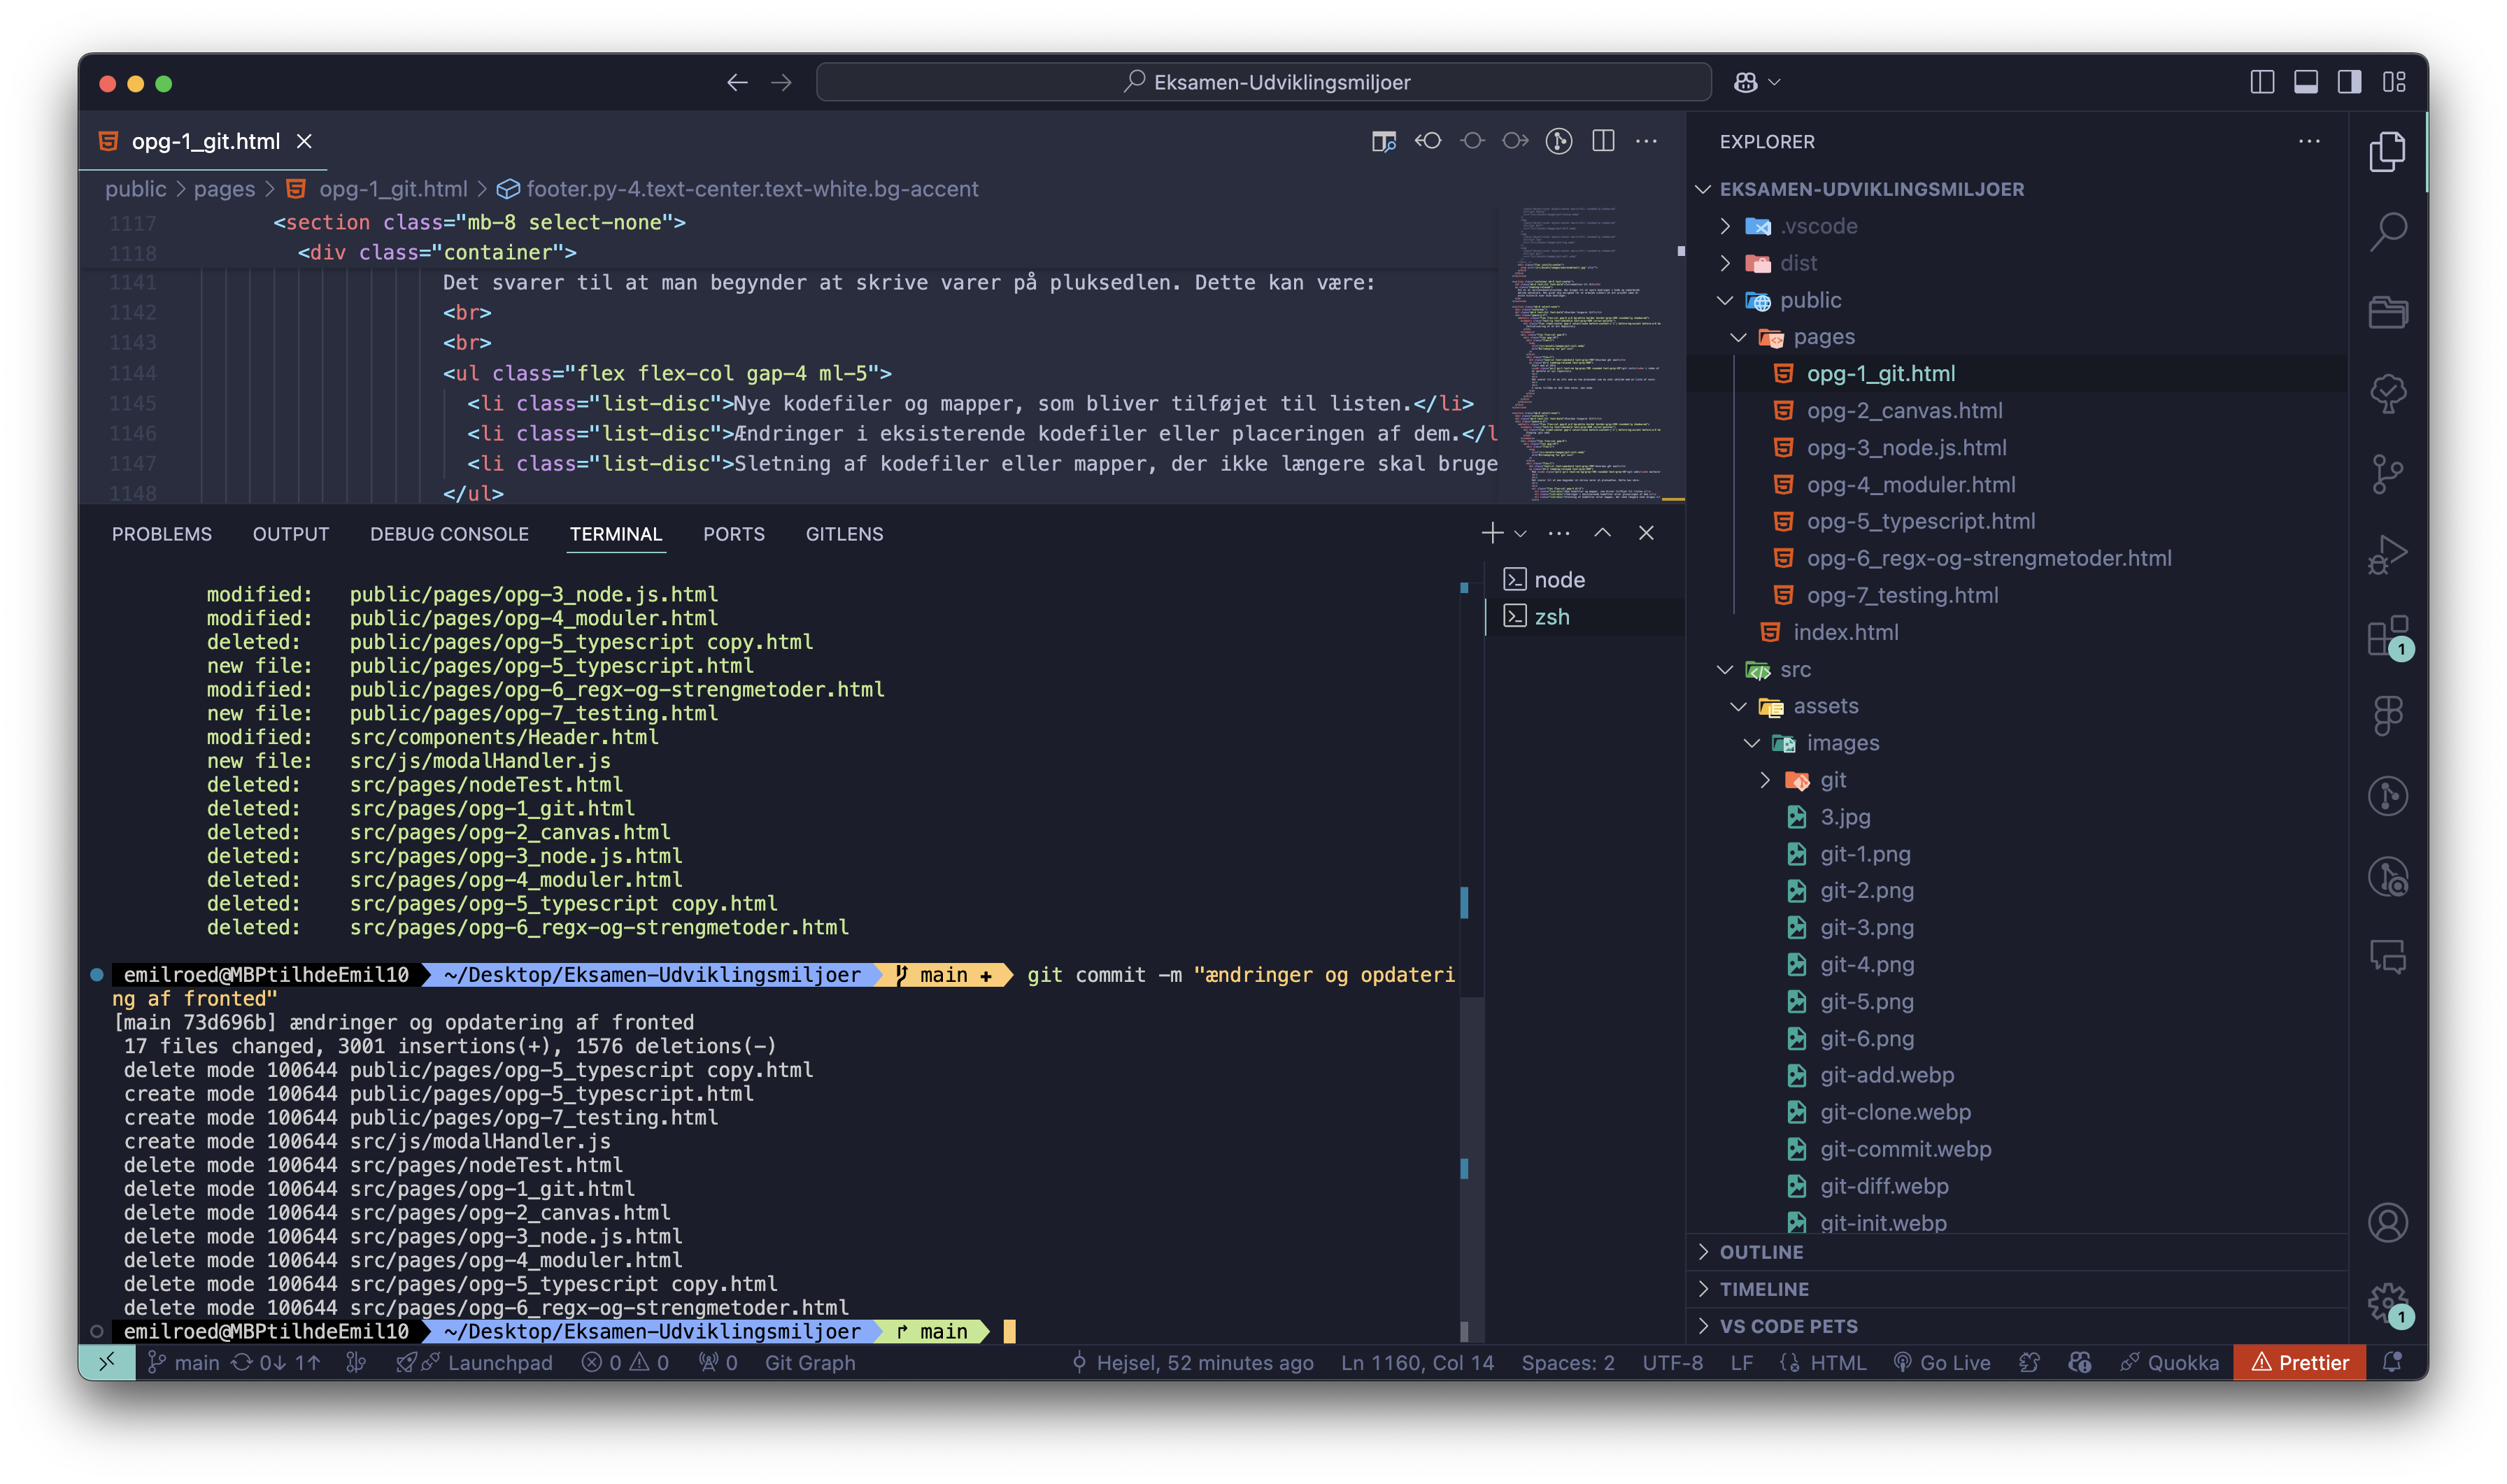 Eksamen-Udviklingsmiljoer
opg-1_git.html
public > pages > opg-1_git.html > footer.py-4.text-center.text-white.bg-accent
1117 <section class="mb-8 select-none">
1118 <div class="container">
1141 Det svarer til at man begynder at skrive varer på pluksedlen. Dette kan være:
1142 <br>
1143 <br>
1144 <ul class="flex flex-col gap-4 ml-5">
1145 <li class="list-disc">Nye kodefiler og mapper, som bliver tilføjet til listen.</li>
1146 <li class="list-disc">Ændringer i eksisterende kodefiler eller placeringen af dem.</l
1147 <li class="list-disc">Sletning af kodefiler eller mapper, der ikke længere skal bruge
1148 </ul>
PROBLEMS OUTPUT DEBUG CONSOLE TERMINAL PORTS GITLENS
modified: public/pages/opg-3_node.js.html
modified: public/pages/opg-4_moduler.html
deleted: public/pages/opg-5_typescript copy.html
new file: public/pages/opg-5_typescript.html
modified: public/pages/opg-6_regx-og-strengmetoder.html
new file: public/pages/opg-7_testing.html
modified: src/components/Header.html
new file: src/js/modalHandler.js
deleted: src/pages/nodeTest.html
deleted: src/pages/opg-1_git.html
deleted: src/pages/opg-2_canvas.html
deleted: src/pages/opg-3_node.js.html
deleted: src/pages/opg-4_moduler.html
deleted: src/pages/opg-5_typescript copy.html
deleted: src/pages/opg-6_regx-og-strengmetoder.html
emilroed@MBPtilhdeEmil10 ~/Desktop/Eksamen-Udviklingsmiljoer main + git commit -m "ændringer og opdateri
ng af fronted"
[main 73d696b] ændringer og opdatering af fronted
17 files changed, 3001 insertions(+), 1576 deletions(-)
delete mode 100644 public/pages/opg-5_typescript copy.html
create mode 100644 public/pages/opg-5_typescript.html
create mode 100644 public/pages/opg-7_testing.html
create mode 100644 src/js/modalHandler.js
delete mode 100644 src/pages/nodeTest.html
delete mode 100644 src/pages/opg-1_git.html
delete mode 100644 src/pages/opg-2_canvas.html
delete mode 100644 src/pages/opg-3_node.js.html
delete mode 100644 src/pages/opg-4_moduler.html
delete mode 100644 src/pages/opg-5_typescript copy.html
delete mode 100644 src/pages/opg-6_regx-og-strengmetoder.html
emilroed@MBPtilhdeEmil10 ~/Desktop/Eksamen-Udviklingsmiljoer main
node
zsh
EXPLORER
EKSAMEN-UDVIKLINGSMILJOER
.vscode
dist
public
pages
opg-1_git.html
opg-2_canvas.html
opg-3_node.js.html
opg-4_moduler.html
opg-5_typescript.html
opg-6_regx-og-strengmetoder.html
opg-7_testing.html
index.html
src
assets
images
git
3.jpg
git-1.png
git-2.png
git-3.png
git-4.png
git-5.png
git-6.png
git-add.webp
git-clone.webp
git-commit.webp
git-diff.webp
git-init.webp
OUTLINE
TIMELINE
VS CODE PETS
1
1
main 0↓ 1↑ Launchpad 0 0 0 Git Graph Hejsel, 52 minutes ago Ln 1160, Col 14 Spaces: 2 UTF-8 LF HTML Go Live Quokka Prettier